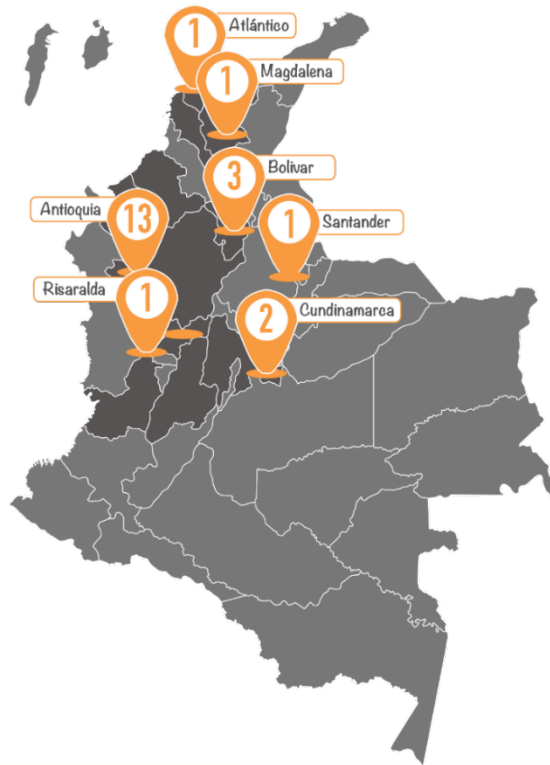 1 Atlántico
1 Magdalena
3 Bolivar
Antioquia 13
1 Santander
Risaralda 1
2 Cundinamarca